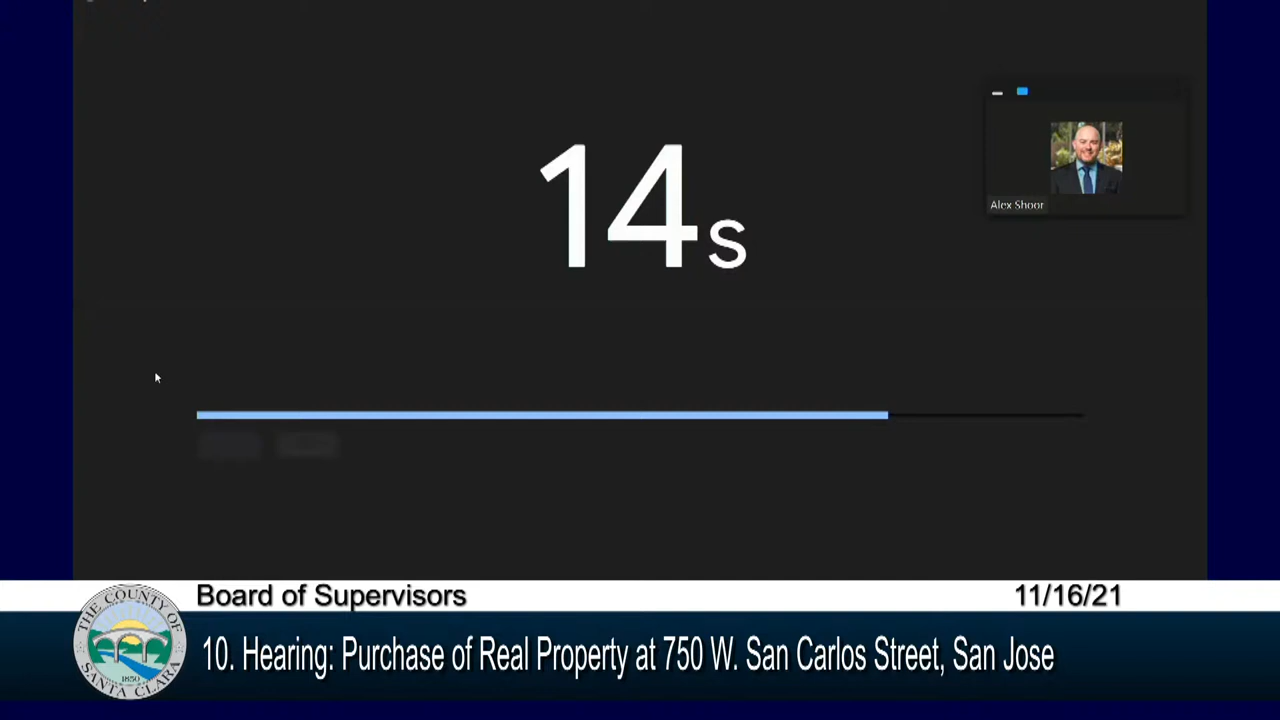 14s
Alex Shoor
Board of Supervisors
11/16/21
THE COUNTY OF
SANTA CLARA
1850
10. Hearing: Purchase of Real Property at 750 W. San Carlos Street, San Jose